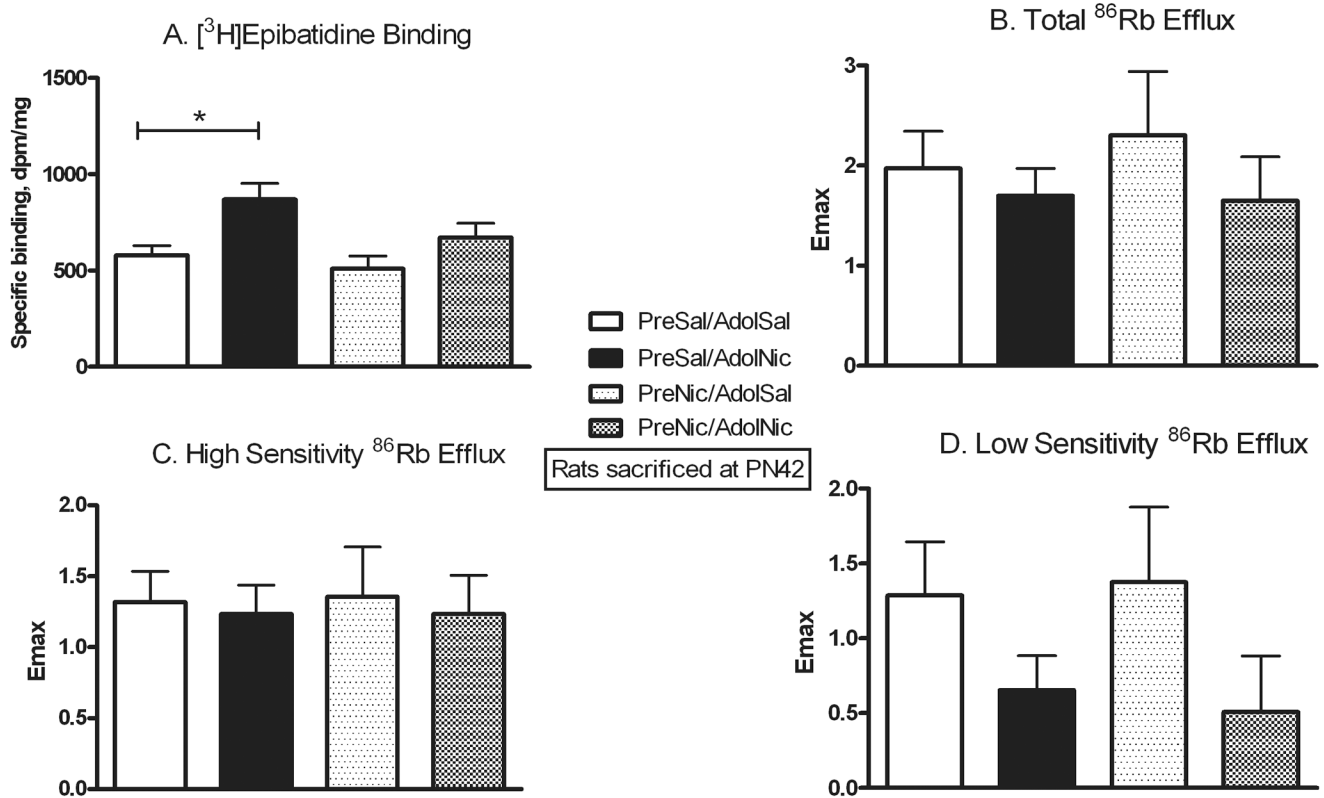 A. [³H]Epibatidine Binding
Specific binding, dpm/mg
1500
1000
500
0
*
B. Total ⁸⁶Rb Efflux
Emax
3
2
1
0
PreSal/AdolSal
PreSal/AdolNic
PreNic/AdolSal
PreNic/AdolNic
Rats sacrificed at PN42
C. High Sensitivity ⁸⁶Rb Efflux
Emax
2.0
1.5
1.0
0.5
0.0
D. Low Sensitivity ⁸⁶Rb Efflux
Emax
2.0
1.5
1.0
0.5
0.0